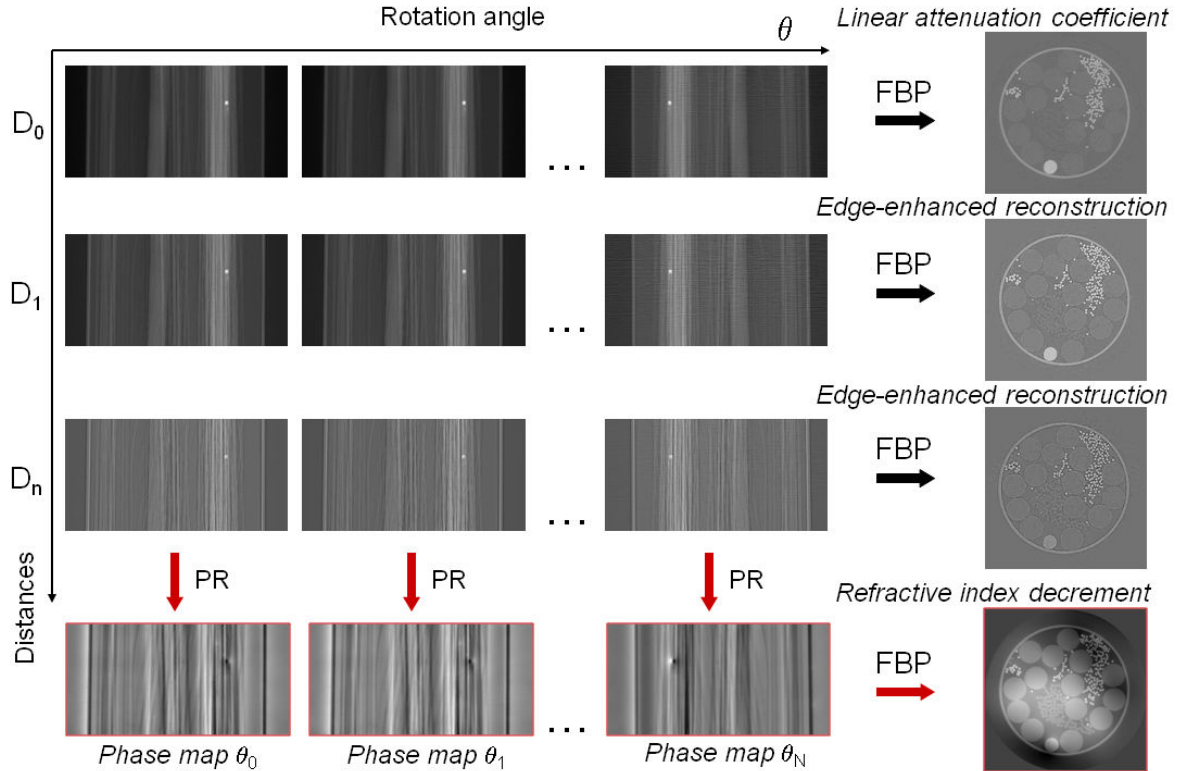 Rotation angle
θ
Linear attenuation coefficient
D0
FBP
...
Edge-enhanced reconstruction
D1
FBP
...
Edge-enhanced reconstruction
Dn
FBP
...
PR
PR
PR
Refractive index decrement
Distances
FBP
...
Phase map θ0
Phase map θ1
Phase map θN